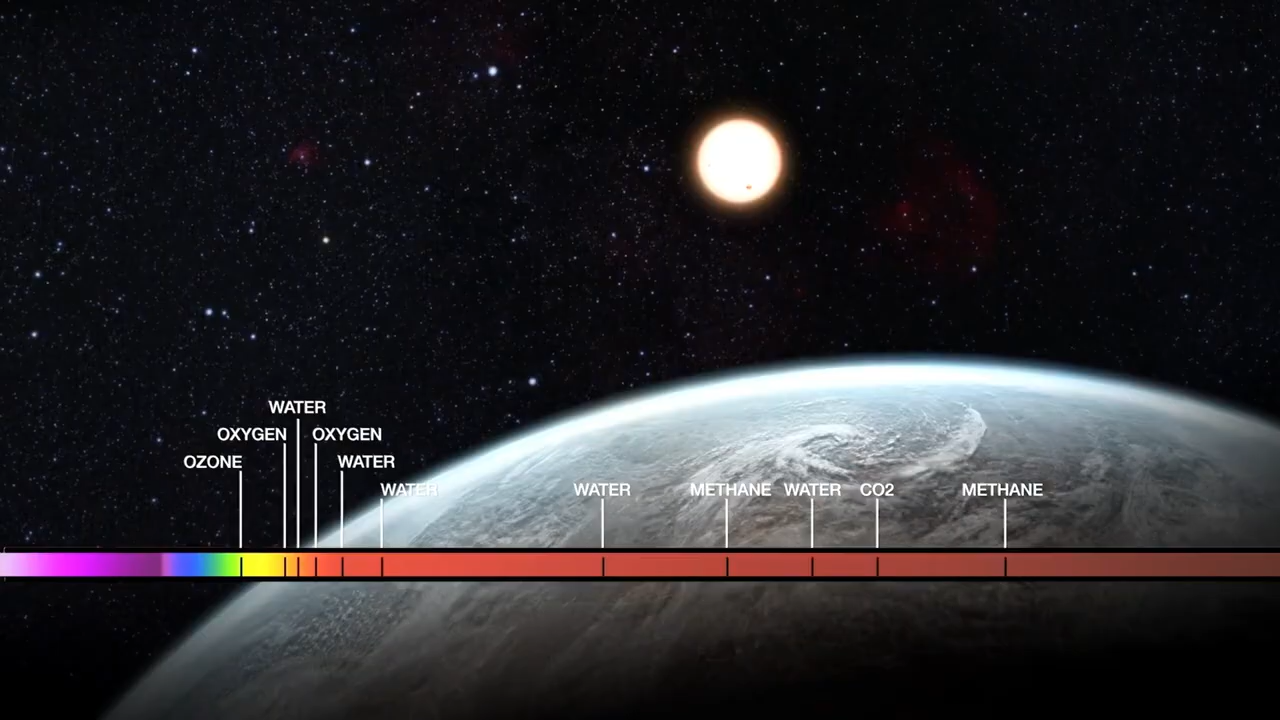 WATER
OXYGEN OXYGEN
OZONE WATER
WATER WATER METHANE WATER CO2 METHANE